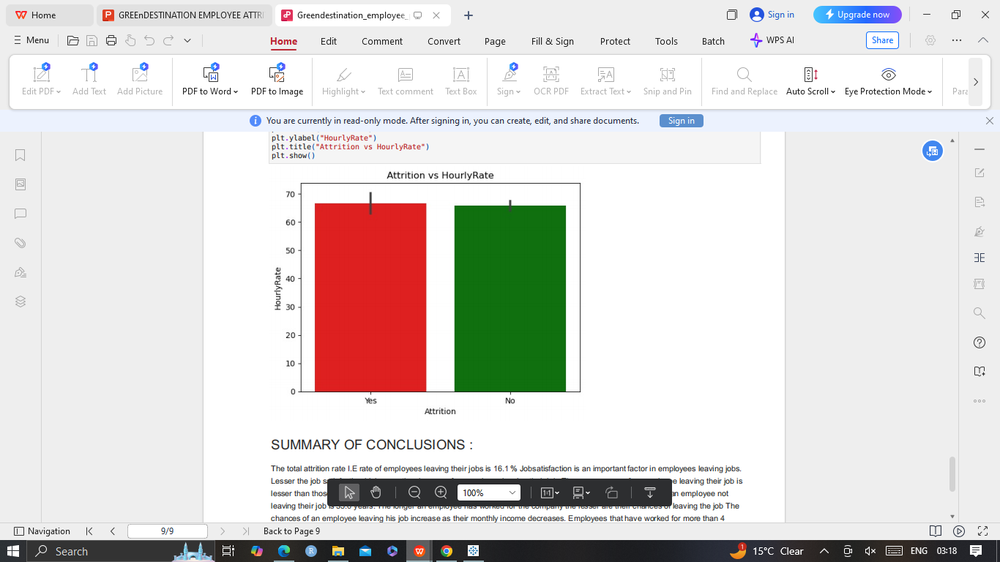 Home
GREEnDESTINATION EMPLOYEE ATTRI
Greendestination_employee_
Sign in
Upgrade now
Menu
Home
Edit
Comment
Convert
Page
Fill & Sign
Protect
Tools
Batch
WPS AI
Share
Edit PDF
Add Text
Add Picture
PDF to Word
PDF to Image
Highlight
Text comment
Text Box
Sign
OCR PDF
Extract Text
Snip and Pin
Find and Replace
Auto Scroll
Eye Protection Mode
Para
You are currently in read-only mode. After signing in, you can create, edit, and share documents.
Sign in
plt.ylabel("HourlyRate")
plt.title("Attrition vs HourlyRate")
plt.show()
Attrition vs HourlyRate
70
60
50
40
30
20
10
0
HourlyRate
Yes
No
Attrition
SUMMARY OF CONCLUSIONS :
The total attrition rate I.E rate of employees leaving their jobs is 16.1 % Jobsatisfaction is an important factor in employees leaving jobs.
Lesser the job leaving their job is
lesser than an employee not
leaving their job is years. The longer an employee has worked for the company the lesser are their chances of leaving the job The
chances of an employee leaving his job increase as their monthly income decreases. Employees that have worked for more than 4
1:1
100%
Navigation
9/9
Back to Page 9
Search
R
1
15°C Clear
ENG
03:18